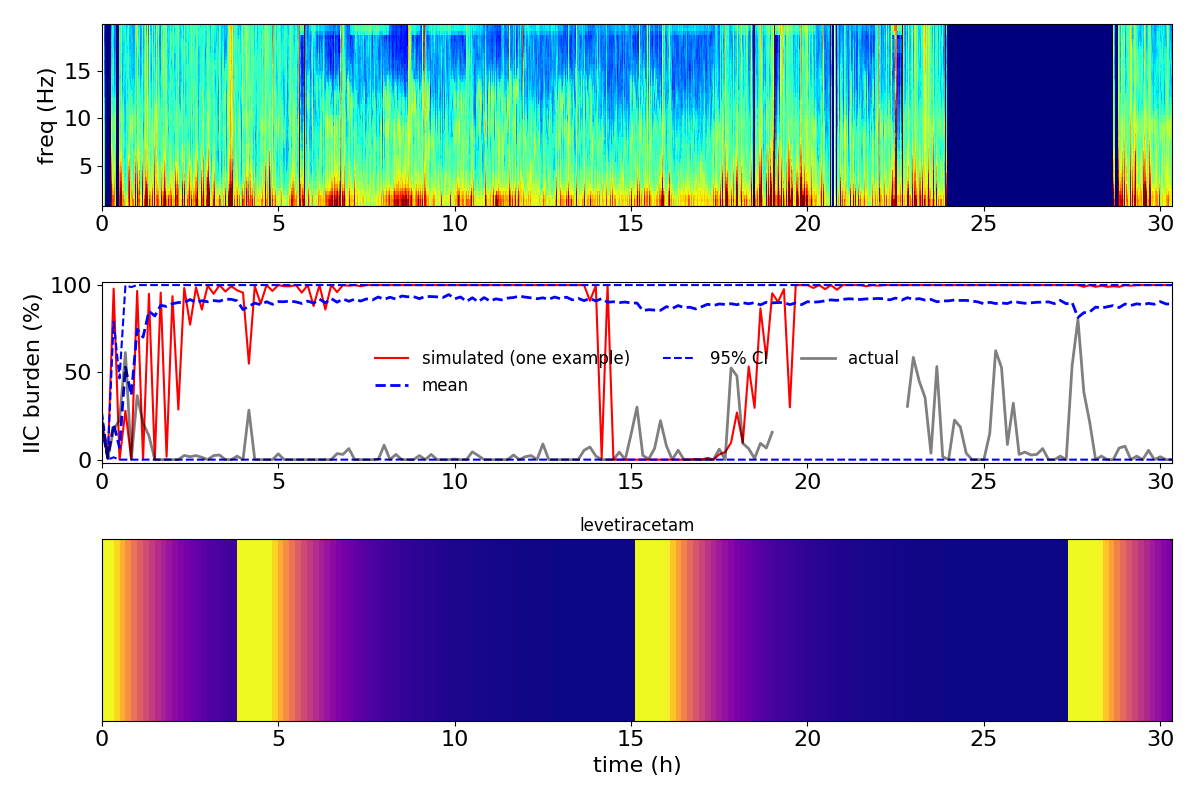 freq (Hz)
15
10
5
0 5 10 15 20 25 30
IIC burden (%)
100
50
0
simulated (one example) 95% CI actual
mean
0 5 10 15 20 25 30
levetiracetam
0 5 10 15 20 25 30
time (h)